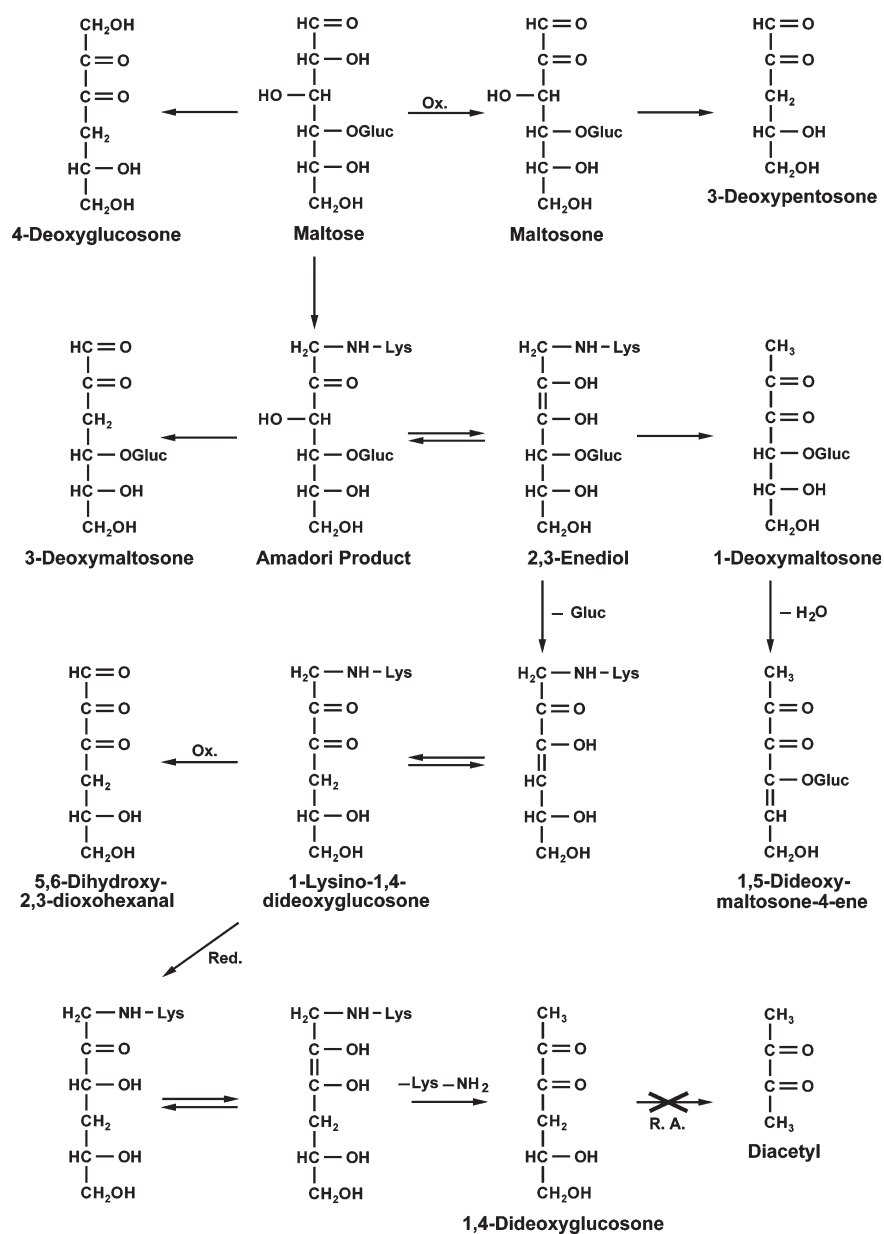 CH2OH
C=O
C=O
CH2
HC—OH
CH2OH
4-Deoxyglucosone
HC=O
HC—OH
HO—CH
HC—OGluc
HC—OH
CH2OH
Maltose
Ox.
HC=O
C=O
HO—CH
HC—OGluc
HC—OH
CH2OH
Maltosone
HC=O
C=O
CH2
HC—OH
CH2OH
3-Deoxypentosone
HC=O
C=O
CH2
HC—OGluc
HC—OH
CH2OH
3-Deoxymaltosone
H2C—NH–Lys
C=O
HO—CH
HC—OGluc
HC—OH
CH2OH
Amadori Product
H2C—NH–Lys
C—OH
C—OH
HC—OGluc
HC—OH
CH2OH
2,3-Enediol
CH3
C=O
C=O
HC—OGluc
HC—OH
CH2OH
1-Deoxymaltosone
– Gluc
– H2O
HC=O
C=O
C=O
CH2
HC—OH
CH2OH
5,6-Dihydroxy-
2,3-dioxohexanal
Ox.
H2C—NH–Lys
C=O
C=O
CH2
HC—OH
CH2OH
1-Lysino-1,4-
dideoxyglucosone
H2C—NH–Lys
C=O
C—OH
HC
HC—OH
CH2OH
CH3
C=O
C=O
C—OGluc
CH
CH2OH
1,5-Dideoxy-
maltosone-4-ene
Red.
H2C—NH–Lys
C=O
HC—OH
CH2
HC—OH
CH2OH
H2C—NH–Lys
C—OH
C—OH
CH2
HC—OH
CH2OH
–Lys–NH2
CH3
C=O
C=O
CH2
HC—OH
CH2OH
1,4-Dideoxyglucosone
R. A.
CH3
C=O
C=O
CH3
Diacetyl